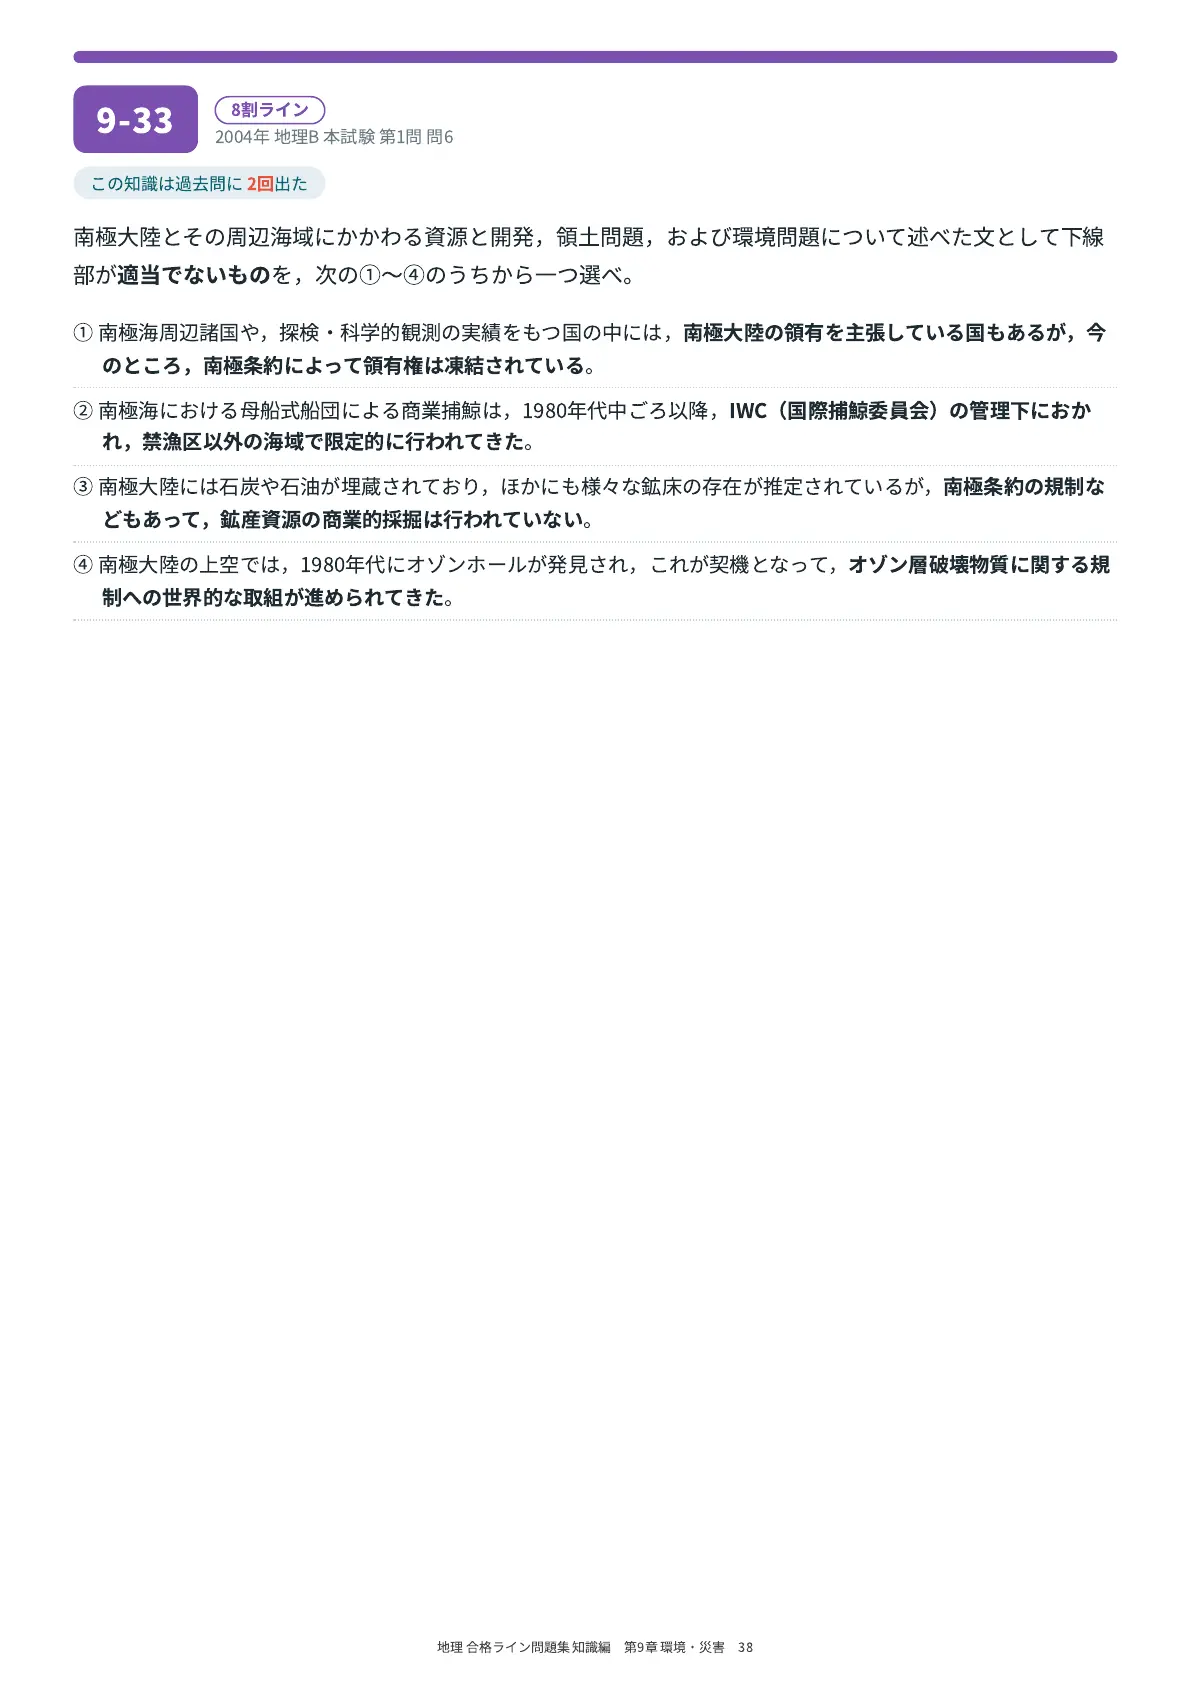 9-33
8割ライン
2004年 地理B 本試験 第1問 問6
この知識は過去問に 2回出た
南極大陸とその周辺海域にかかわる資源と開発，領土問題，および環境問題について述べた文として下線
部が適当でないものを，次の①～④のうちから一つ選べ。
① 南極海周辺諸国や，探検・科学的観測の実績をもつ国の中には，南極大陸の領有を主張している国もあるが，今
のところ，南極条約によって領有権は凍結されている。
② 南極海における母船式船団による商業捕鯨は，1980年代中ごろ以降，IWC（国際捕鯨委員会）の管理下におか
れ，禁漁区以外の海域で限定的に行われてきた。
③ 南極大陸には石炭や石油が埋蔵されており，ほかにも様々な鉱床の存在が推定されているが，南極条約の規制な
どもあって，鉱産資源の商業的採掘は行われていない。
④ 南極大陸の上空では，1980年代にオゾンホールが発見され，これが契機となって，オゾン層破壊物質に関する規
制への世界的な取組が進められてきた。
地理 合格ライン問題集 知識編　第9章 環境・災害　38